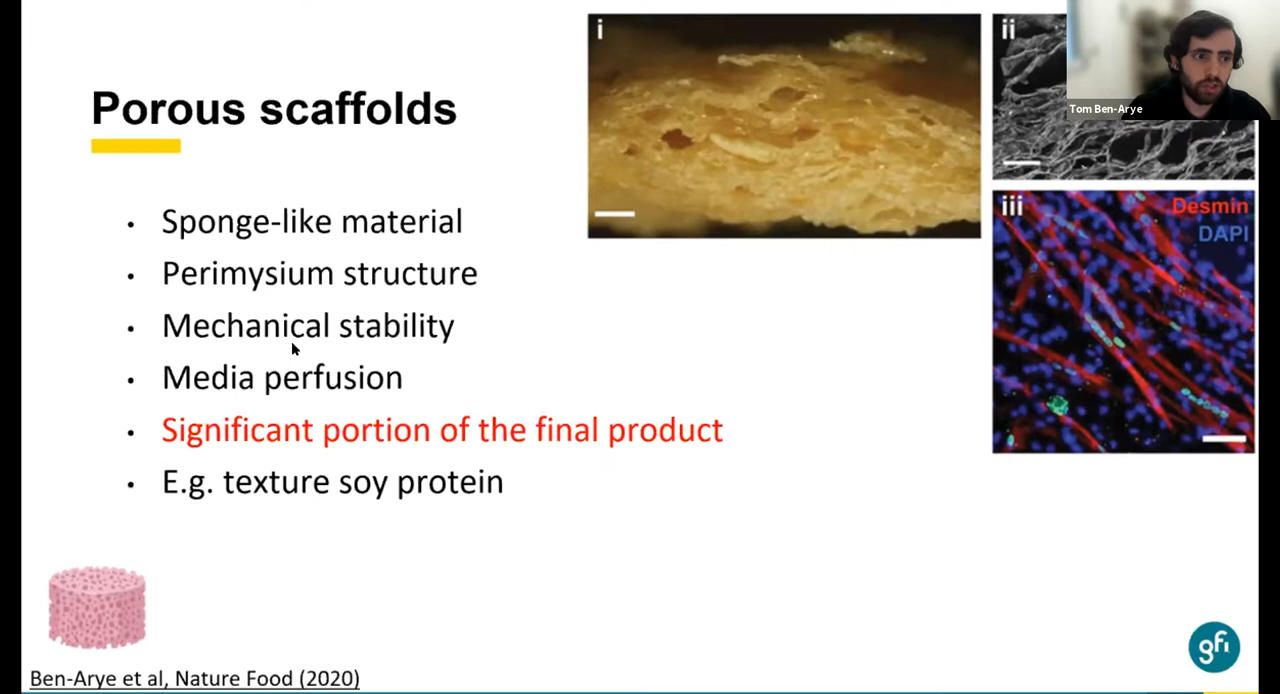 Porous scaffolds
• Sponge-like material
• Perimysium structure
• Mechanical stability
• Media perfusion
• Significant portion of the final product
• E.g. texture soy protein
i
ii
Tom Ben-Arye
iii
Desmin
DAPI
Ben-Arye et al, Nature Food (2020)
gfi